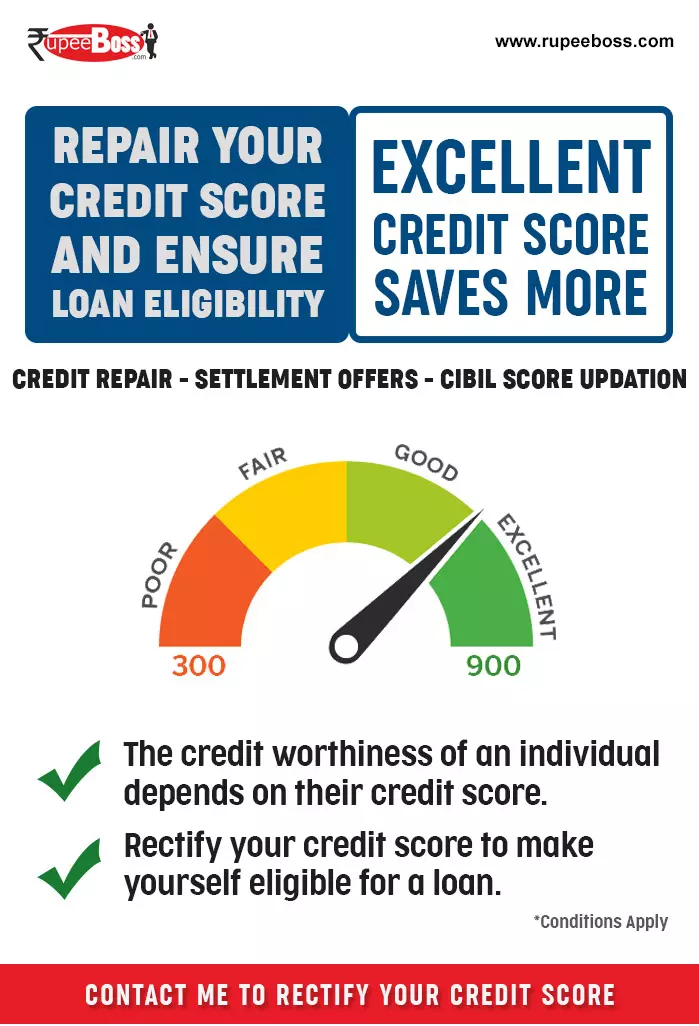 ₹upeeBoss
.com
www.rupeeboss.com
REPAIR YOUR
CREDIT SCORE
AND ENSURE
LOAN ELIGIBILITY
EXCELLENT
CREDIT SCORE
SAVES MORE
CREDIT REPAIR - SETTLEMENT OFFERS - CIBIL SCORE UPDATION
POOR
FAIR
GOOD
EXCELLENT
300
900
The credit worthiness of an individual
depends on their credit score.
Rectify your credit score to make
yourself eligible for a loan.
*Conditions Apply
CONTACT ME TO RECTIFY YOUR CREDIT SCORE